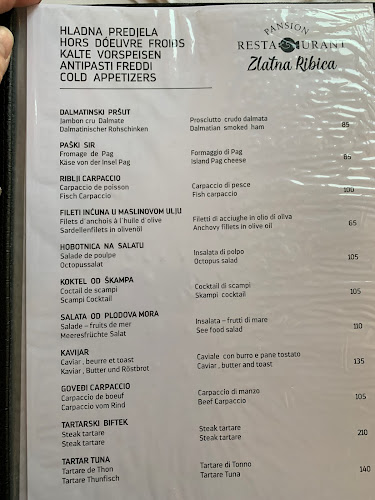 HLADNA PREDJELA
HORS DÓEUVRE FROIDS
KALTE VORSPEISEN
ANTIPASTI FREDDI
COLD APPETIZERS
PANSION
RESTAURANT
Zlatna Ribica
DALMATINSKI PRŠUT
Jambon cru Dalmate Prosciutto crudo dalmata
Dalmatinischer Rohschinken Dalmatian smoked ham 85
PAŠKI SIR
Fromage de Pag Formaggio di Pag
Käse von der Insel Pag Island Pag cheese 85
RIBLJI CARPACCIO
Carpaccio de poisson Carpaccio di pesce
Fisch Carpaccio Fish carpaccio 100
FILETI INĆUNA U MASLINOVOM ULJU
Filets d´anchois à l´huile d´olive Filetti di acciughe in olio di oliva
Sardellenfilets in olivenöl Anchovy fillets in olive oil 65
HOBOTNICA NA SALATU
Salade de poulpe Insalata di polpo
Octopussalat Octopus salad 105
KOKTEL OD ŠKAMPA
Coctail de scampi Cocktail di scampi
Scampi Cocktail Skampi cocktail 105
SALATA OD PLODOVA MORA
Salade – fruits de mer Insalata – frutti di mare
Meeresfrüchte Salat See food salad 110
KAVIJAR
Caviar , beurre et toast Caviale con burro e pane tostato
Kaviar , Butter und Röstbrot Caviar , butter and toast 135
GOVEĐI CARPACCIO
Carpaccio de boeuf Carpaccio di manzo
Carpaccio vom Rind Beef Carpaccio 105
TARTARSKI BIFTEK
Steak tartare Steak tartare
Steak tartare Steak tartare 210
TARTAR TUNA
Tartare de Thon Tartare di Tonno
Tartare Thunfisch Tartare Tuna 140